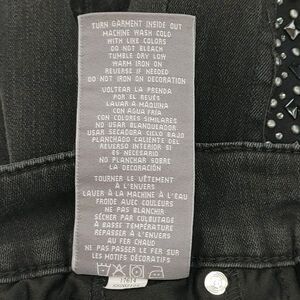 TURN GARMENT INSIDE OUT
MACHINE WASH COLD
WITH LIKE COLORS
DO NOT BLEACH
TUMBLE DRY LOW
WARM IRON ON
REVERSE IF NEEDED
DO NOT IRON ON DECORATION
VOLTEAR LA PRENDA
POR EL REVÉS
LAVAR A MÁQUINA
CON AGUA FRÍA
CON COLORES SIMILARES
NO USAR BLANQUEADOR
USAR SECADORA CICLO BAJO
PLANCHADO CALIENTE DEL
REVERSO INTERIOR SI
ES NECESARIO
NO PLANCHAR SOBRE
LA DECORACIÓN
TOURNER LE VÊTEMENT
À L'ENVERS
LAVER À LA MACHINE À L'EAU
FROIDE AVEC COULEURS
NE PAS BLANCHIR
SÉCHER PAR CULBUTAGE
À BASSE TEMPÉRATURE
REPASSER À L'ENVERS
AU FER CHAUD
NE PAS REPASSER SUR
LES MOTIFS DÉCORATIFS